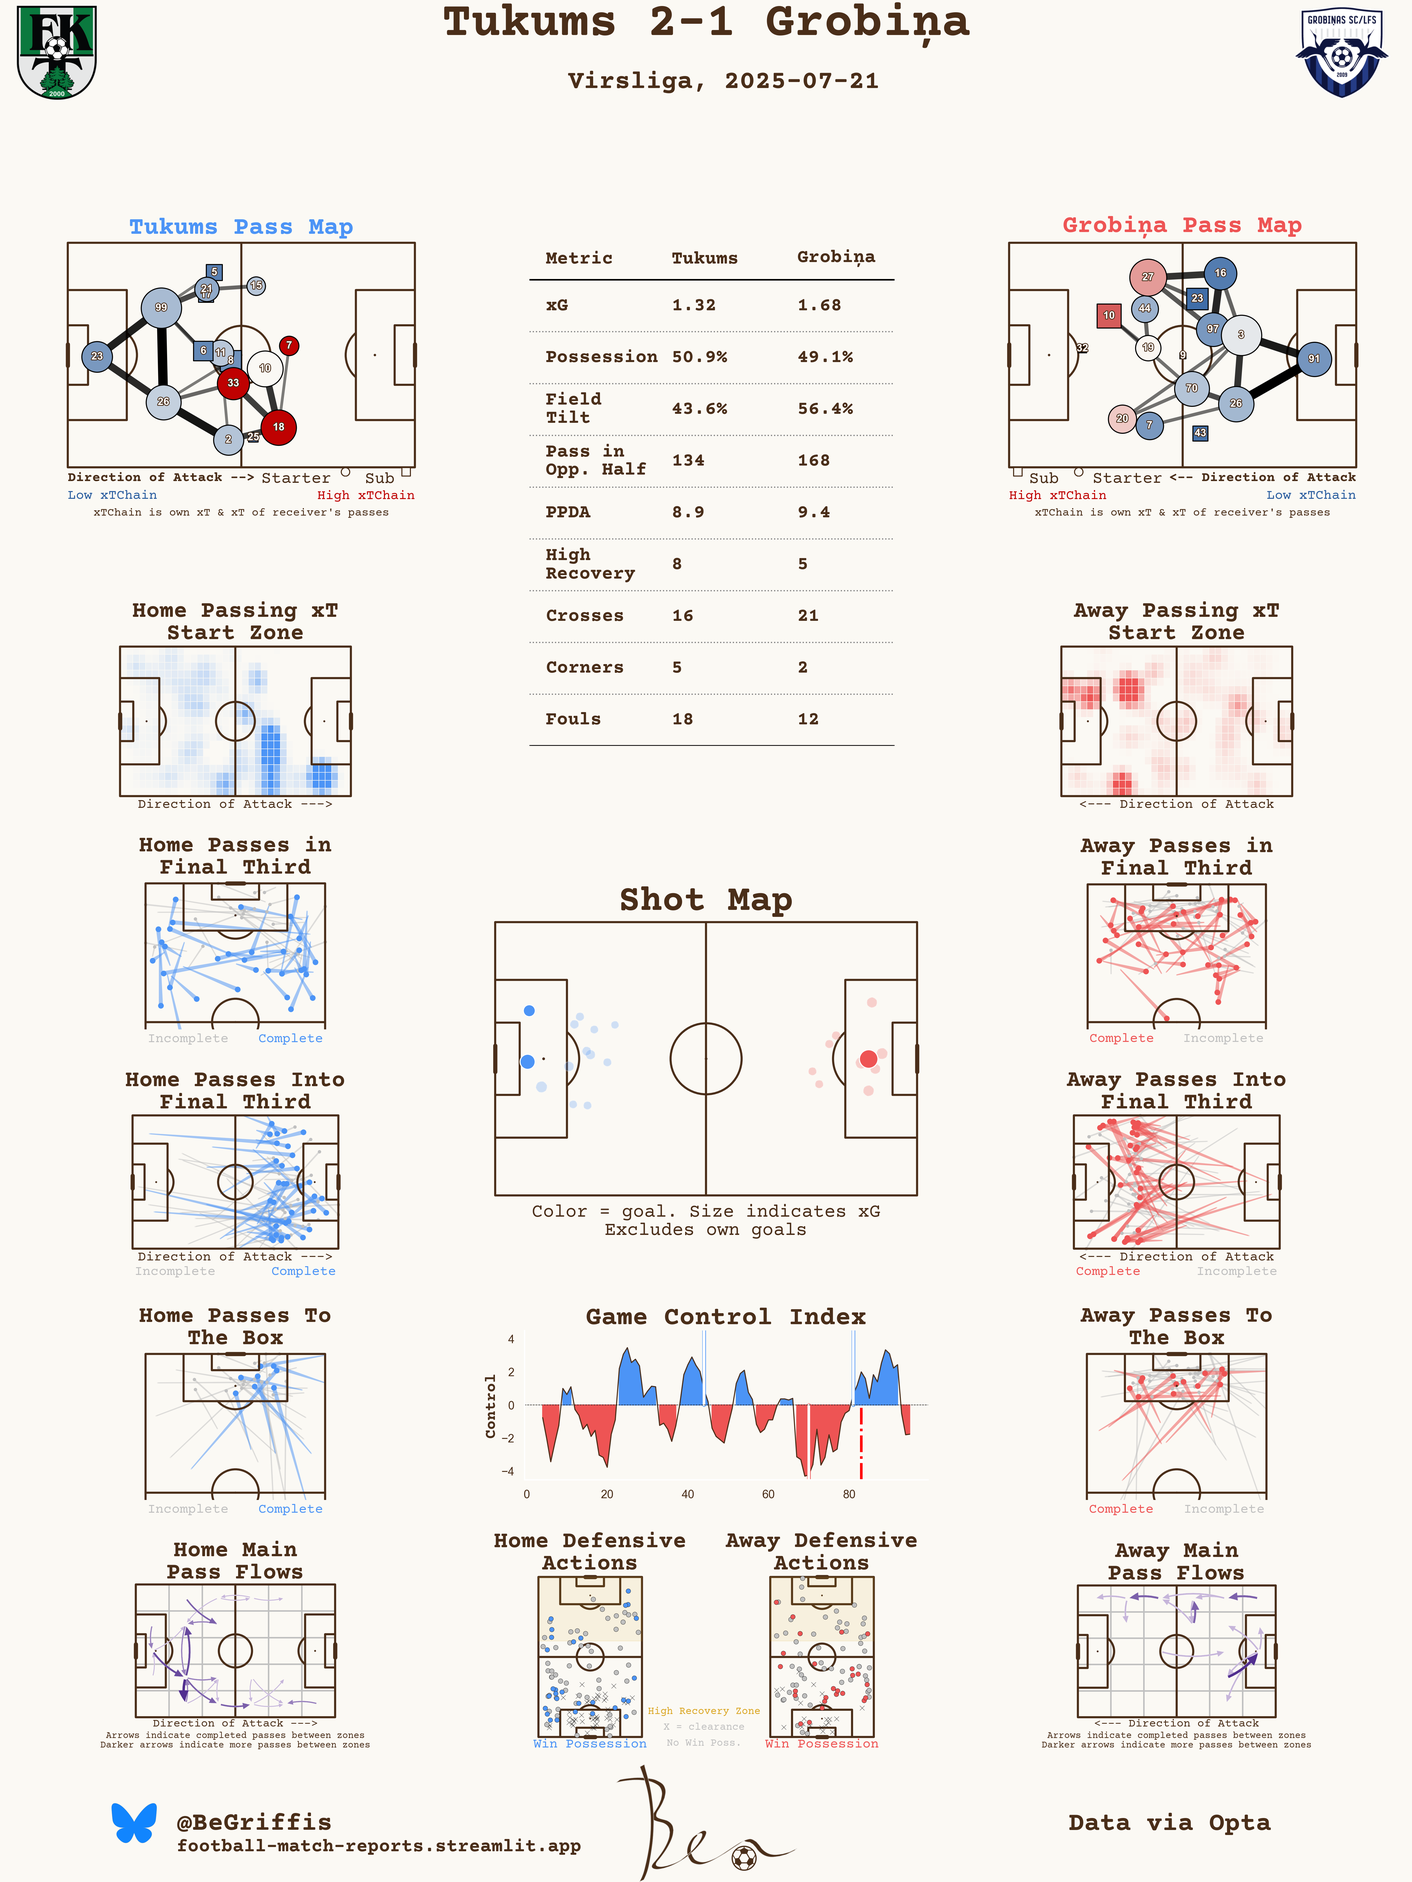 Tukums 2-1 Grobiņa
Virsliga, 2025-07-21
FK
2000
GROBIŅAS SC/LFS
2009
Tukums Pass Map
5
21
17
15
99
6
11
8
7
23
10
33
26
18
2
25
Direction of Attack --> Starter Sub
Low xTChain High xTChain
xTChain is own xT & xT of receiver's passes
Metric Tukums Grobiņa
xG 1.32 1.68
Possession 50.9% 49.1%
Field
Tilt 43.6% 56.4%
Pass in
Opp. Half 134 168
PPDA 8.9 9.4
High
Recovery 8 5
Crosses 16 21
Corners 5 2
Fouls 18 12
Grobiņa Pass Map
27
16
23
44
10
97
3
32
19
9
91
70
26
20
7
43
Sub Starter <-- Direction of Attack
High xTChain Low xTChain
xTChain is own xT & xT of receiver's passes
Home Passing xT
Start Zone
Direction of Attack --->
Away Passing xT
Start Zone
<--- Direction of Attack
Home Passes in
Final Third
Incomplete Complete
Shot Map
Color = goal. Size indicates xG
Excludes own goals
Away Passes in
Final Third
Complete Incomplete
Home Passes Into
Final Third
Direction of Attack --->
Incomplete Complete
Away Passes Into
Final Third
<--- Direction of Attack
Complete Incomplete
Home Passes To
The Box
Incomplete Complete
Game Control Index
Control
4
2
0
−2
−4
0 20 40 60 80
Away Passes To
The Box
Complete Incomplete
Home Main
Pass Flows
Direction of Attack --->
Arrows indicate completed passes between zones
Darker arrows indicate more passes between zones
Home Defensive
Actions
Win Possession
Away Defensive
Actions
Win Possession
High Recovery Zone
X = clearance
No Win Poss.
Away Main
Pass Flows
<--- Direction of Attack
Arrows indicate completed passes between zones
Darker arrows indicate more passes between zones
@BeGriffis
football-match-reports.streamlit.app
Ben
Data via Opta